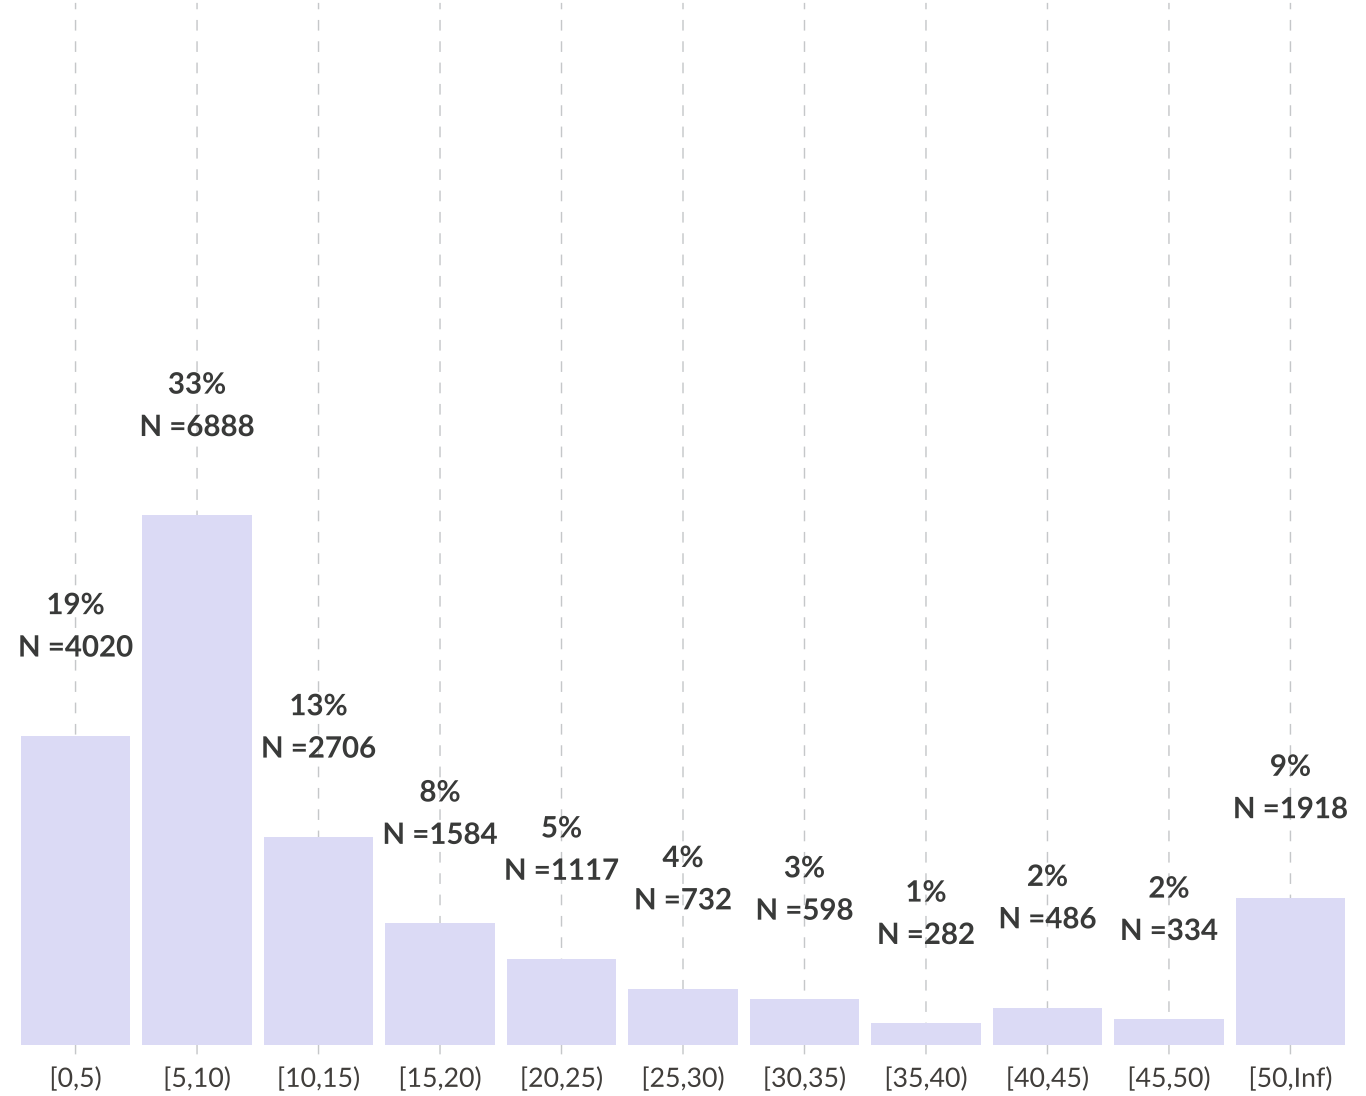 33%
N =6888
19%
N =4020
13%
N =2706
8%
N =1584
5%
N =1117
4%
N =732
3%
N =598
1%
N =282
2%
N =486
2%
N =334
9%
N =1918
[0,5) [5,10) [10,15) [15,20) [20,25) [25,30) [30,35) [35,40) [40,45) [45,50) [50,Inf)